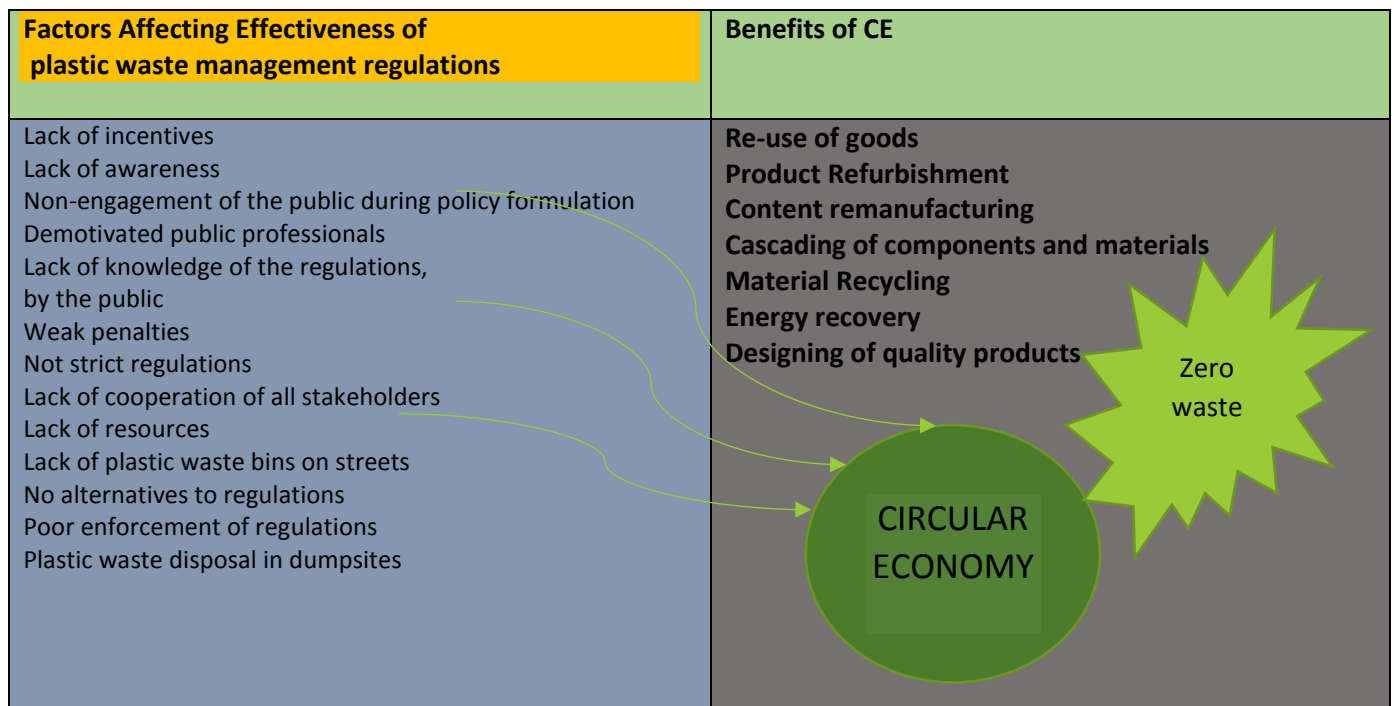 Factors Affecting Effectiveness of
plastic waste management regulations
Benefits of CE
Lack of incentives
Lack of awareness
Non-engagement of the public during policy formulation
Demotivated public professionals
Lack of knowledge of the regulations,
by the public
Weak penalties
Not strict regulations
Lack of cooperation of all stakeholders
Lack of resources
Lack of plastic waste bins on streets
No alternatives to regulations
Poor enforcement of regulations
Plastic waste disposal in dumpsites
Re-use of goods
Product Refurbishment
Content remanufacturing
Cascading of components and materials
Material Recycling
Energy recovery
Designing of quality products
Zero
waste
CIRCULAR
ECONOMY